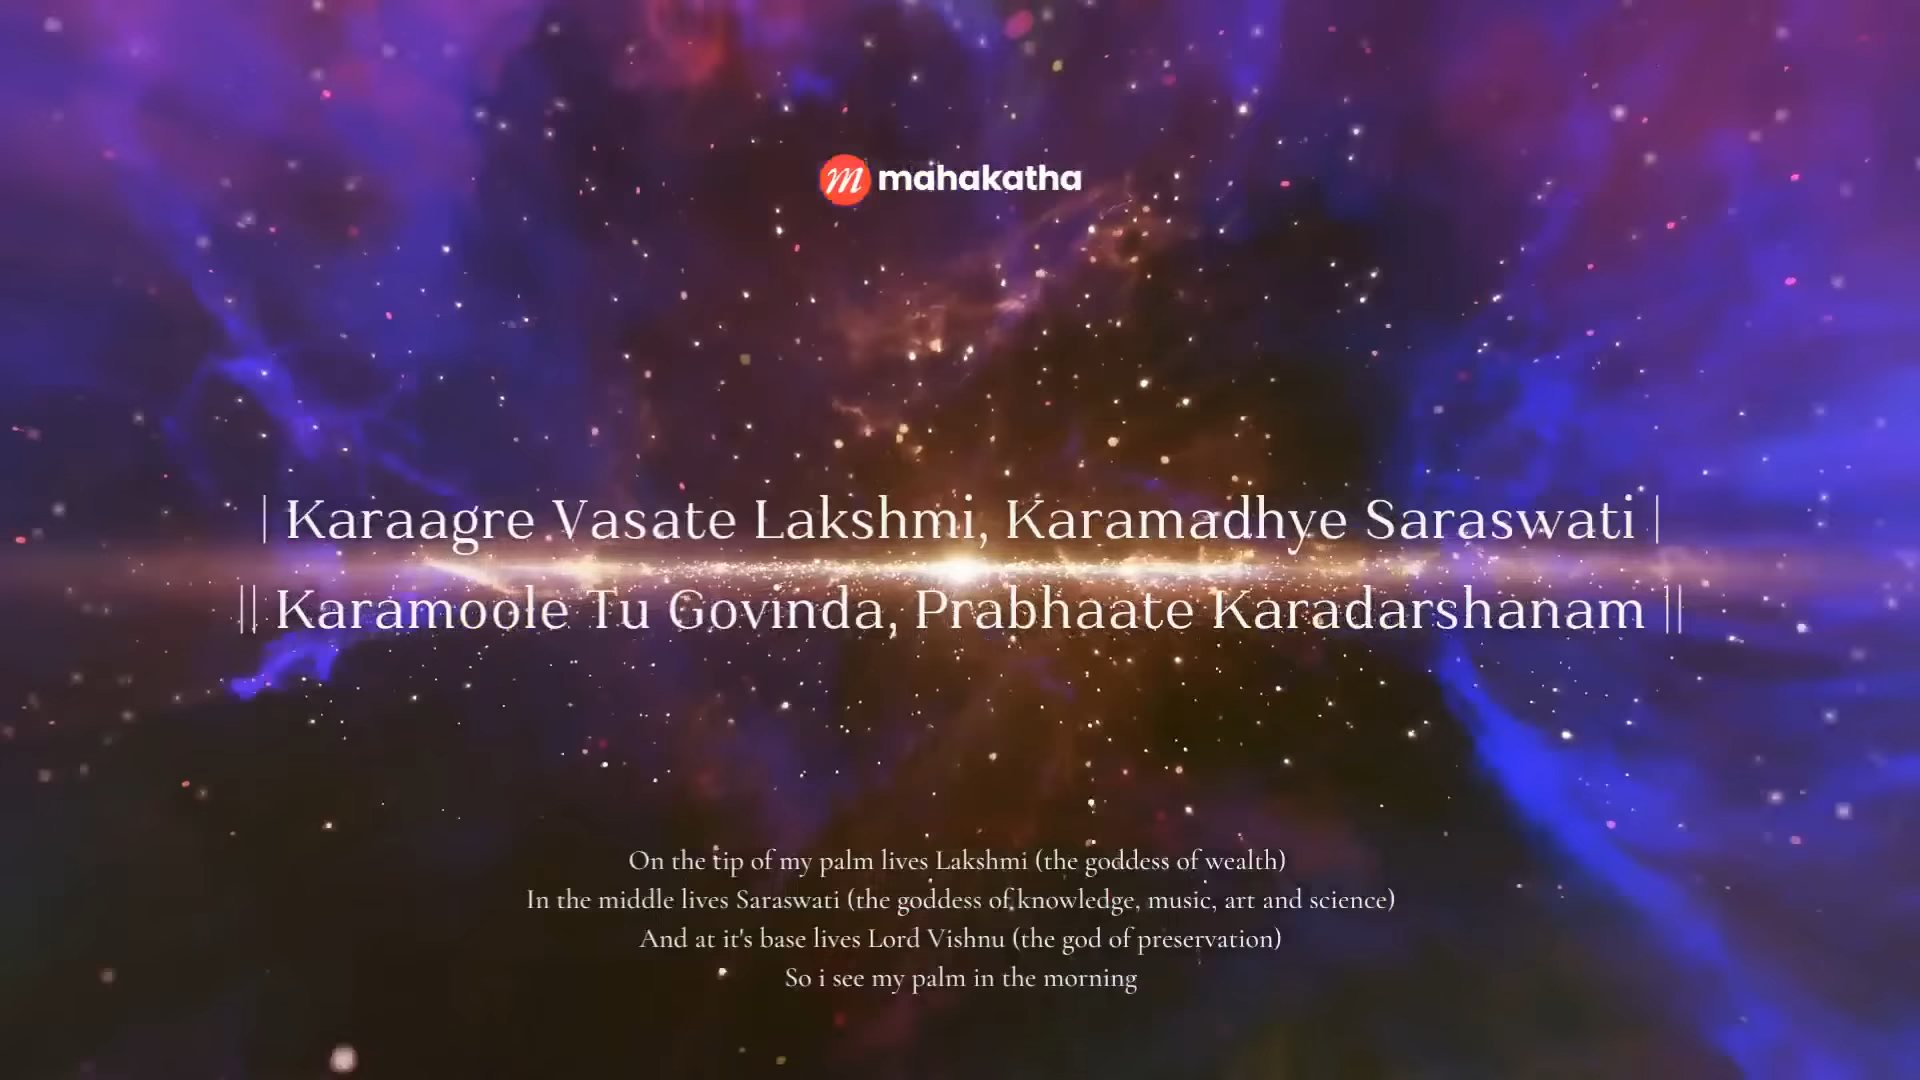 mahakatha
| Karaagre Vasate Lakshmi, Karamadhye Saraswati |
|| Karamoole Tu Govinda, Prabhaate Karadarshanam ||
On the tip of my palm lives Lakshmi (the goddess of wealth)
In the middle lives Saraswati (the goddess of knowledge, music, art and science)
And at it's base lives Lord Vishnu (the god of preservation)
So i see my palm in the morning